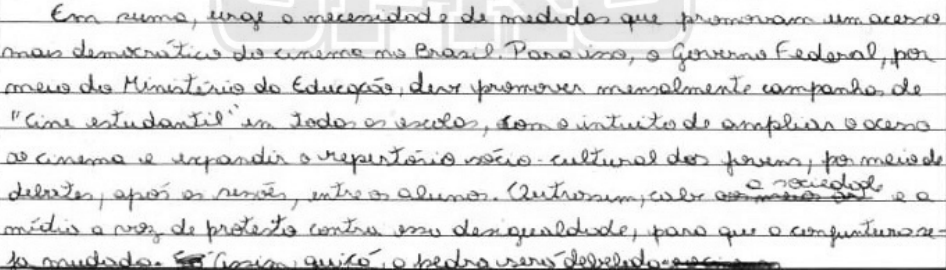 Em suma, urge a necessidade de medidas que promovam um acesso
mais democrático do cinema no Brasil. Para isso, o Governo Federal, por
meio do Ministério da Educação, deve promover mensalmente campanha de
"Cine estudantil" em todas as escolas, com o intuito de ampliar o acesso
ao cinema e expandir o repertório sócio-cultural dos jovens, por meio de
debates, após as sessões, entre os alunos. Outrossim, cabe a sociedade e a
mídia a voz de protesto contra essa desigualdade, para que a conjuntura se-
ja mudada. Assim, quiçá, a pedra será debelada